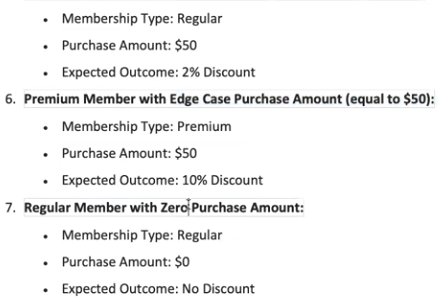 • Membership Type: Regular
• Purchase Amount: $50
• Expected Outcome: 2% Discount
6. Premium Member with Edge Case Purchase Amount (equal to $50):
• Membership Type: Premium
• Purchase Amount: $50
• Expected Outcome: 10% Discount
7. Regular Member with Zero Purchase Amount:
• Membership Type: Regular
• Purchase Amount: $0
• Expected Outcome: No Discount